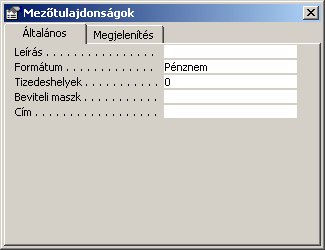 Mezőtulajdonságok
Általános Megjelenítés
Leírás . . . . . . . . . . . . . . . . .
Formátum . . . . . . . . . . . . . Pénznem
Tizedeshelyek . . . . . . . . . . 0
Beviteli maszk . . . . . . . . . . .
Cím . . . . . . . . . . . . . . . . . .